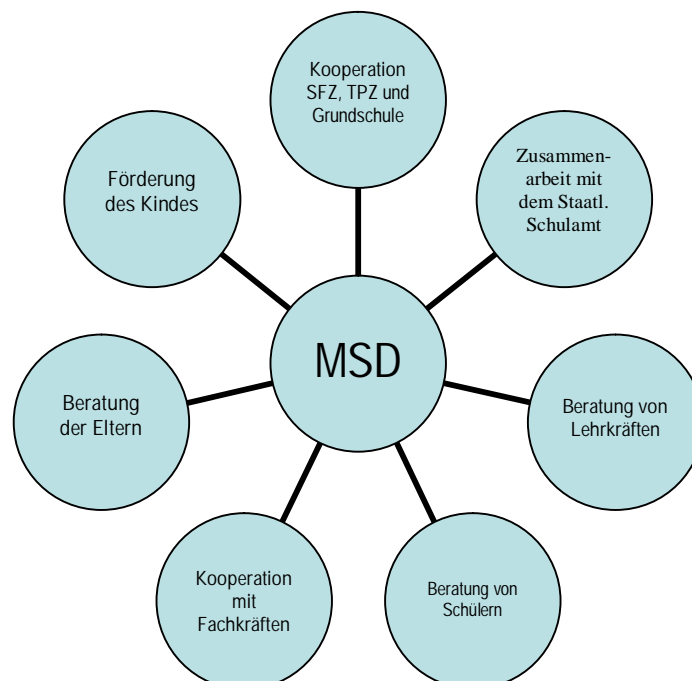 Kooperation
SFZ, TPZ und
Grundschule
Zusammen-
arbeit mit
dem Staatl.
Schulamt
Förderung
des Kindes
MSD
Beratung
der Eltern
Beratung von
Lehrkräften
Kooperation
mit
Fachkräften
Beratung von
Schülern